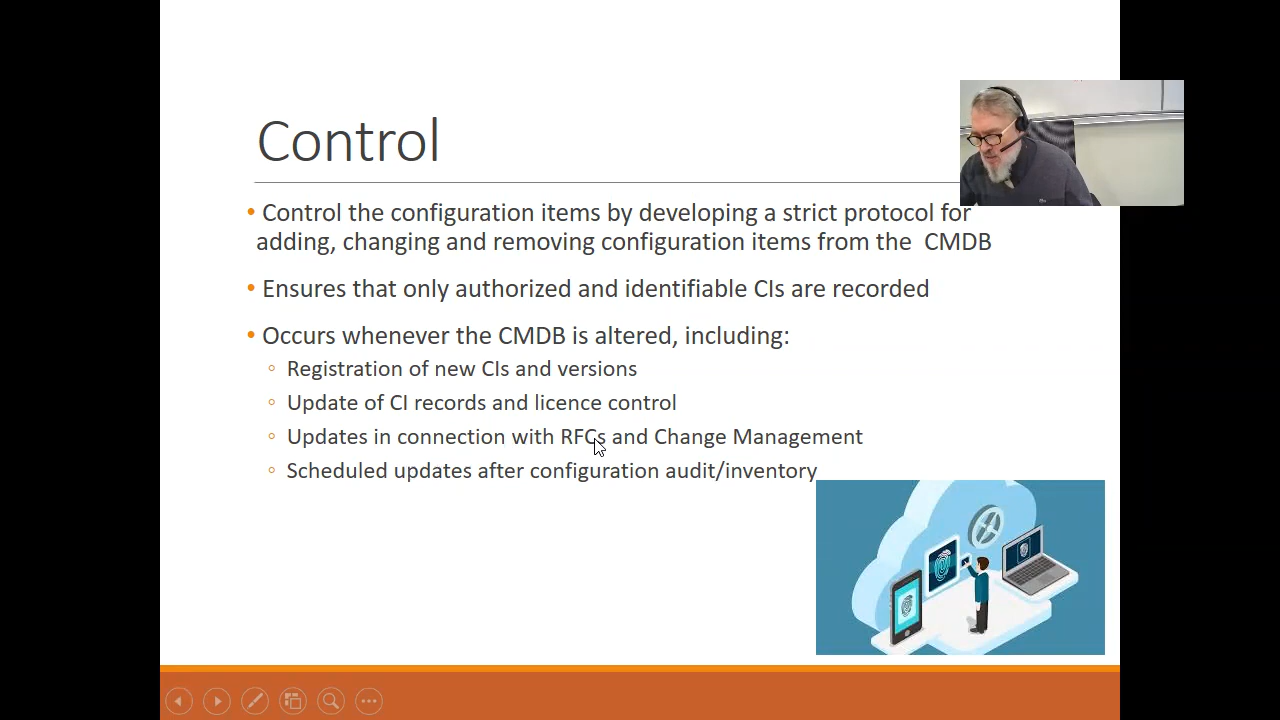 Control
• Control the configuration items by developing a strict protocol for
adding, changing and removing configuration items from the CMDB
• Ensures that only authorized and identifiable CIs are recorded
• Occurs whenever the CMDB is altered, including:
◦ Registration of new CIs and versions
◦ Update of CI records and licence control
◦ Updates in connection with RFCs and Change Management
◦ Scheduled updates after configuration audit/inventory